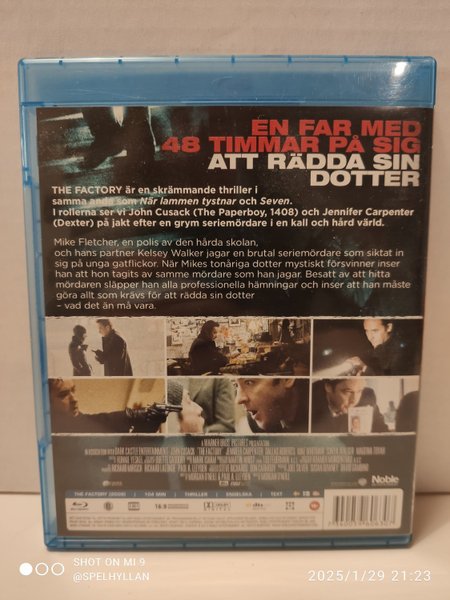 EN FAR MED
48 TIMMAR PÅ SIG
ATT RÄDDA SIN
DOTTER
THE FACTORY är en skrämmande thriller i
samma anda som När lammen tystnar och Seven.
I rollerna ser vi John Cusack (The Paperboy, 1408) och Jennifer Carpenter
(Dexter) på jakt efter en grym seriemördare i en kall och hård värld.
Mike Fletcher, en polis av den hårda skolan,
och hans partner Kelsey Walker jagar en brutal seriemördare som siktat in
sig på unga gatflickor. När Mikes tonåriga dotter mystiskt försvinner inser
han att hon tagits av samme mördare som han jagar. Besatt av att hitta
mördaren släpper han alla professionella hämningar och inser att han måste
göra allt som krävs för att rädda sin dotter
– vad det än må vara.
A WARNER BROS. PICTURES
THE FACTORY (2008)
104 MIN
THRILLER
ENGELSKA
TEXT
16:9
Noble
SHOT ON MI 9
@SPELHYLLAN
2025/1/29 21:23